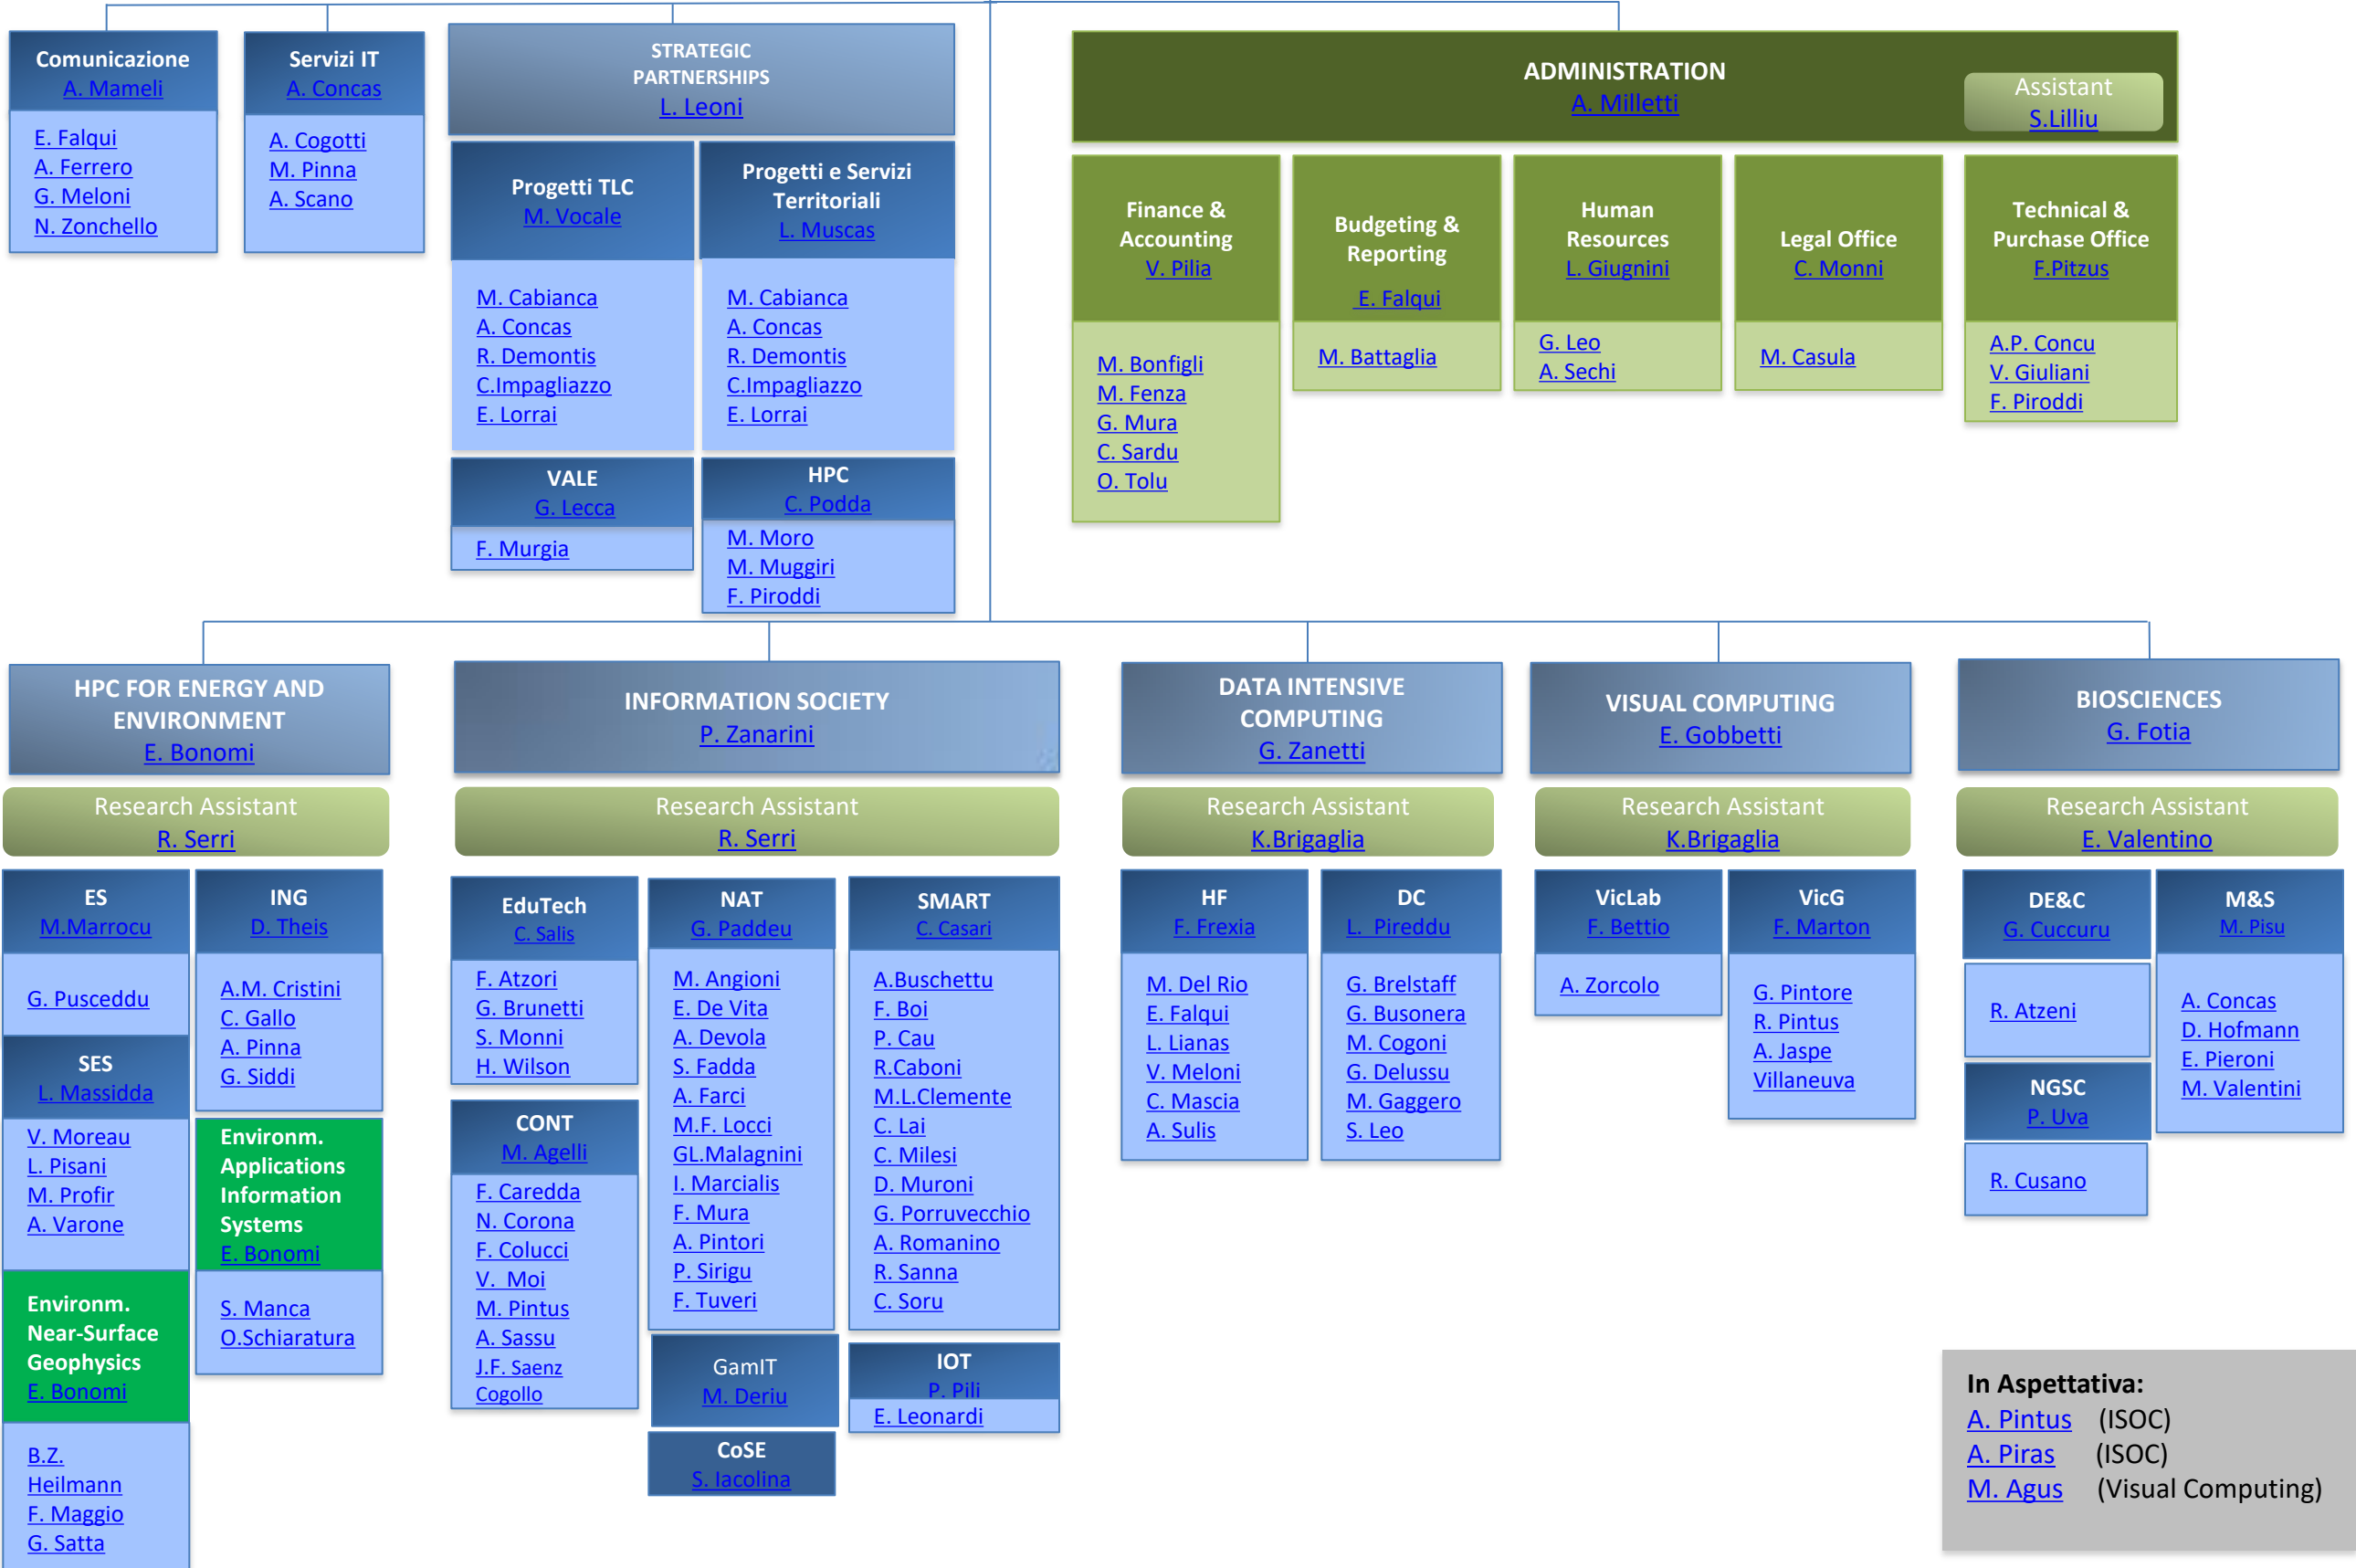 Comunicazione
A. Mameli
E. Falqui
A. Ferrero
G. Meloni
N. Zonchello
Servizi IT
A. Concas
A. Cogotti
M. Pinna
A. Scano
STRATEGIC
PARTNERSHIPS
L. Leoni
Progetti TLC
M. Vocale
M. Cabianca
A. Concas
R. Demontis
C.Impagliazzo
E. Lorrai
Progetti e Servizi
Territoriali
L. Muscas
M. Cabianca
A. Concas
R. Demontis
C.Impagliazzo
E. Lorrai
VALE
G. Lecca
F. Murgia
HPC
C. Podda
M. Moro
M. Muggiri
F. Piroddi
ADMINISTRATION
A. Milletti
Assistant
S.Lilliu
Finance &
Accounting
V. Pilia
M. Bonfigli
M. Fenza
G. Mura
C. Sardu
O. Tolu
Budgeting &
Reporting
E. Falqui
M. Battaglia
Human
Resources
L. Giugnini
G. Leo
A. Sechi
Legal Office
C. Monni
M. Casula
Technical &
Purchase Office
F.Pitzus
A.P. Concu
V. Giuliani
F. Piroddi
HPC FOR ENERGY AND
ENVIRONMENT
E. Bonomi
Research Assistant
R. Serri
ES
M.Marrocu
G. Pusceddu
SES
L. Massidda
V. Moreau
L. Pisani
M. Profir
A. Varone
Environm.
Near-Surface
Geophysics
E. Bonomi
B.Z.
Heilmann
F. Maggio
G. Satta
ING
D. Theis
A.M. Cristini
C. Gallo
A. Pinna
G. Siddi
Environm.
Applications
Information
Systems
E. Bonomi
S. Manca
O.Schiaratura
INFORMATION SOCIETY
P. Zanarini
Research Assistant
R. Serri
EduTech
C. Salis
F. Atzori
G. Brunetti
S. Monni
H. Wilson
CONT
M. Agelli
F. Caredda
N. Corona
F. Colucci
V. Moi
M. Pintus
A. Sassu
J.F. Saenz
Cogollo
NAT
G. Paddeu
M. Angioni
E. De Vita
A. Devola
S. Fadda
A. Farci
M.F. Locci
GL.Malagnini
I. Marcialis
F. Mura
A. Pintori
P. Sirigu
F. Tuveri
GamIT
M. Deriu
CoSE
S. Iacolina
SMART
C. Casari
A.Buschettu
F. Boi
P. Cau
R.Caboni
M.L.Clemente
C. Lai
C. Milesi
D. Muroni
G. Porruvecchio
A. Romanino
R. Sanna
C. Soru
IOT
P. Pili
E. Leonardi
DATA INTENSIVE
COMPUTING
G. Zanetti
Research Assistant
K.Brigaglia
HF
F. Frexia
M. Del Rio
E. Falqui
L. Lianas
V. Meloni
C. Mascia
A. Sulis
DC
L. Pireddu
G. Brelstaff
G. Busonera
M. Cogoni
G. Delussu
M. Gaggero
S. Leo
VISUAL COMPUTING
E. Gobbetti
Research Assistant
K.Brigaglia
VicLab
F. Bettio
A. Zorcolo
VicG
F. Marton
G. Pintore
R. Pintus
A. Jaspe
Villaneuva
BIOSCIENCES
G. Fotia
Research Assistant
E. Valentino
DE&C
G. Cuccuru
R. Atzeni
NGSC
P. Uva
R. Cusano
M&S
M. Pisu
A. Concas
D. Hofmann
E. Pieroni
M. Valentini
In Aspettativa:
A. Pintus (ISOC)
A. Piras (ISOC)
M. Agus (Visual Computing)